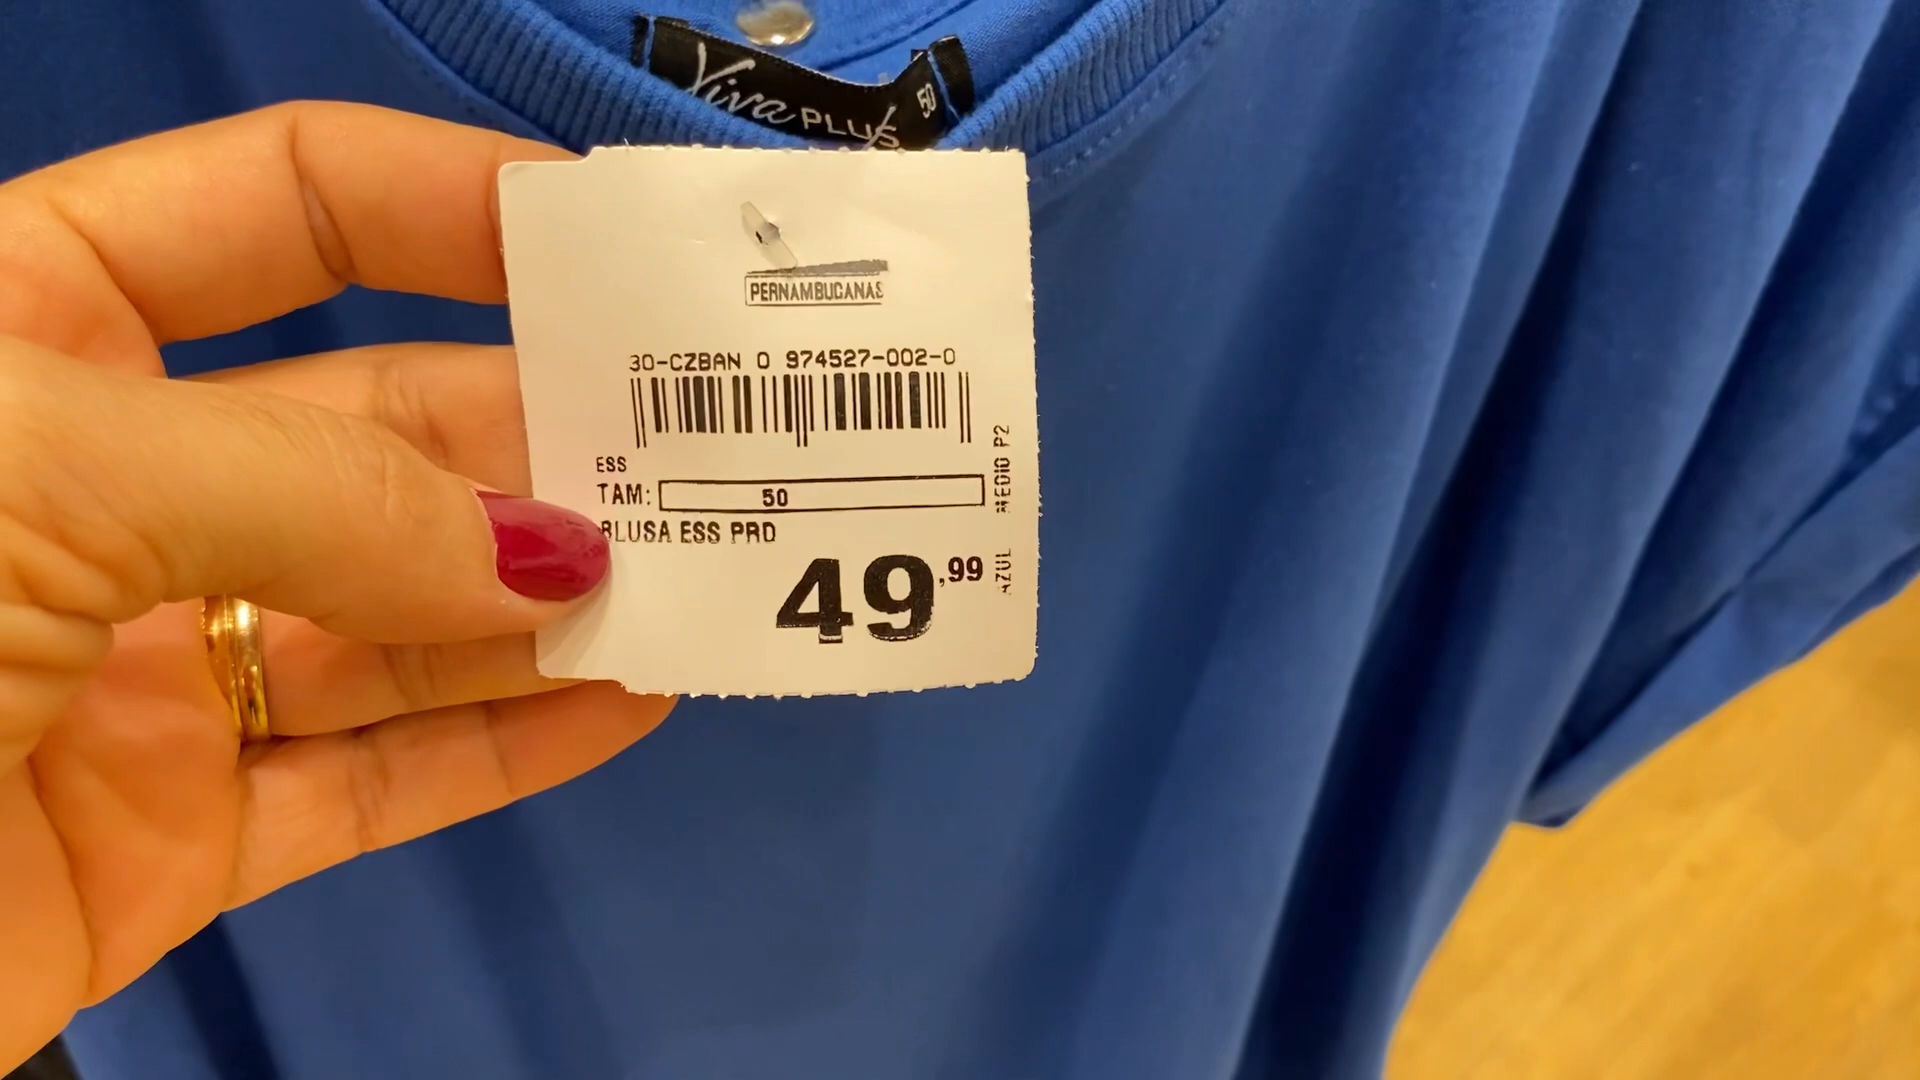 Viva PLUS 50
PERNAMBUCANAS
30-CZBAN 0 974527-002-0
ESS
TAM: 50
BLUSA ESS PRD
49,99
AZUL MEDIO P2